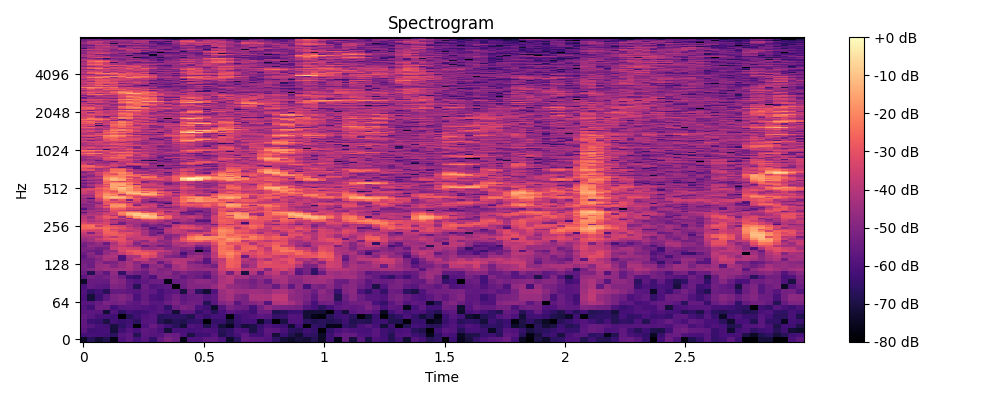 Spectrogram
Hz
4096
2048
1024
512
256
128
64
0
0
0.5
1
1.5
2
2.5
Time
+0 dB
-10 dB
-20 dB
-30 dB
-40 dB
-50 dB
-60 dB
-70 dB
-80 dB